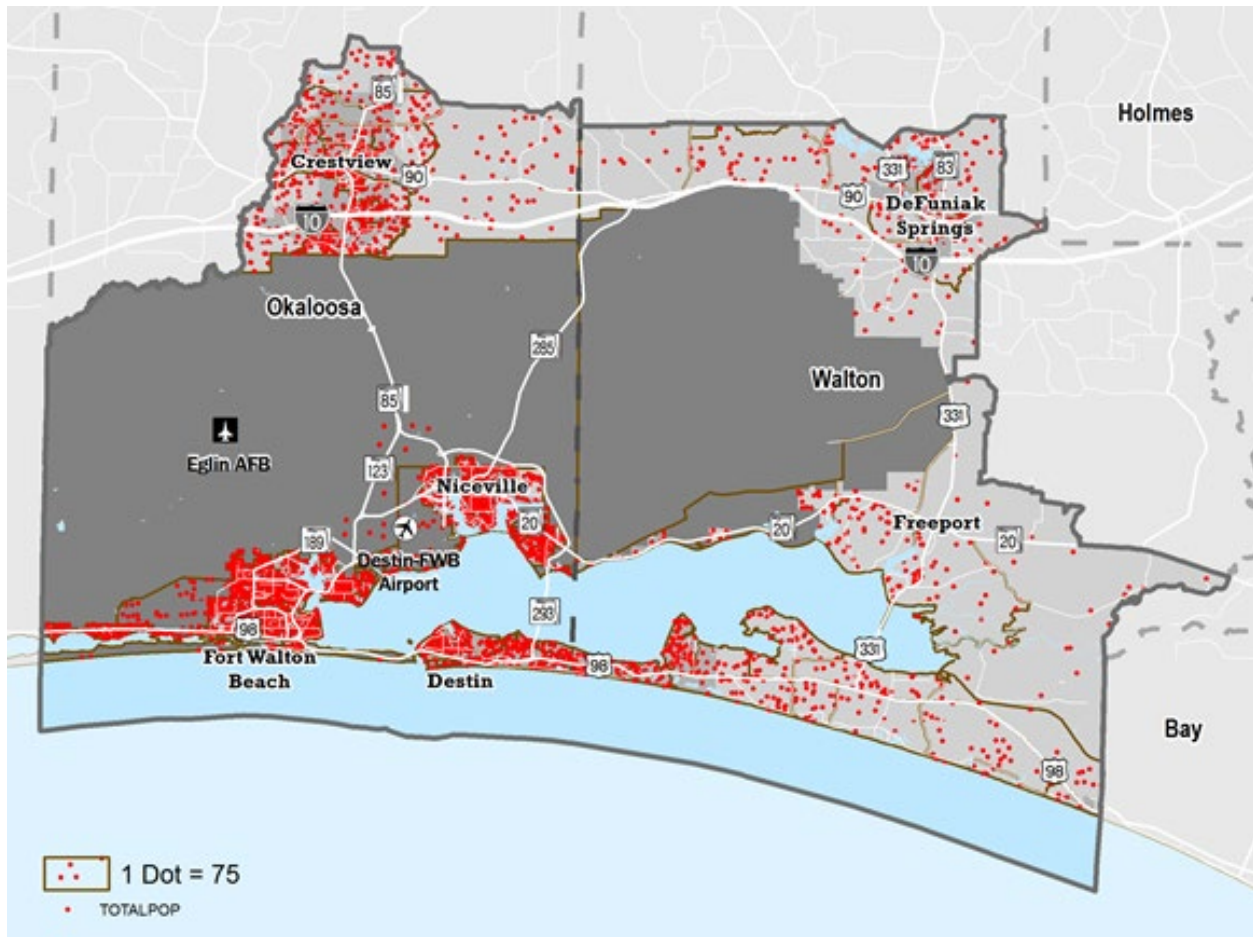 85
Holmes
Crestview
90
331
83
90
DeFuniak
Springs
10
10
Okaloosa
285
Walton
85
331
Eglin AFB
123
Niceville
20
Freeport
20
20
189
Destin-FWB
Airport
293
98
331
Fort Walton
Beach
Destin
98
Bay
98
1 Dot = 75
TOTALPOP